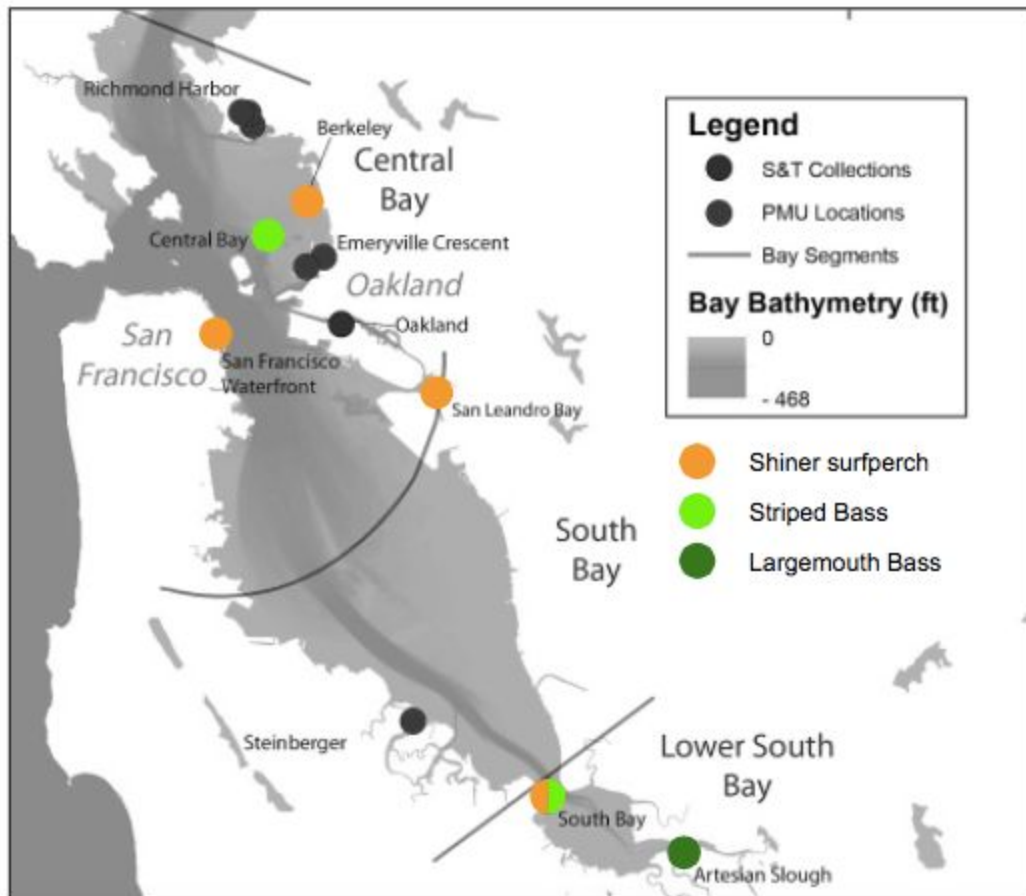 Richmond Harbor
Berkeley
Central
Bay
Central Bay
Emeryville Crescent
Oakland
Oakland
San
Francisco
San Francisco
Waterfront
San Leandro Bay
South
Bay
Steinberger
Lower South
Bay
South Bay
Artesian Slough
Legend
S&T Collections
PMU Locations
Bay Segments
Bay Bathymetry (ft)
0
- 468
Shiner surfperch
Striped Bass
Largemouth Bass